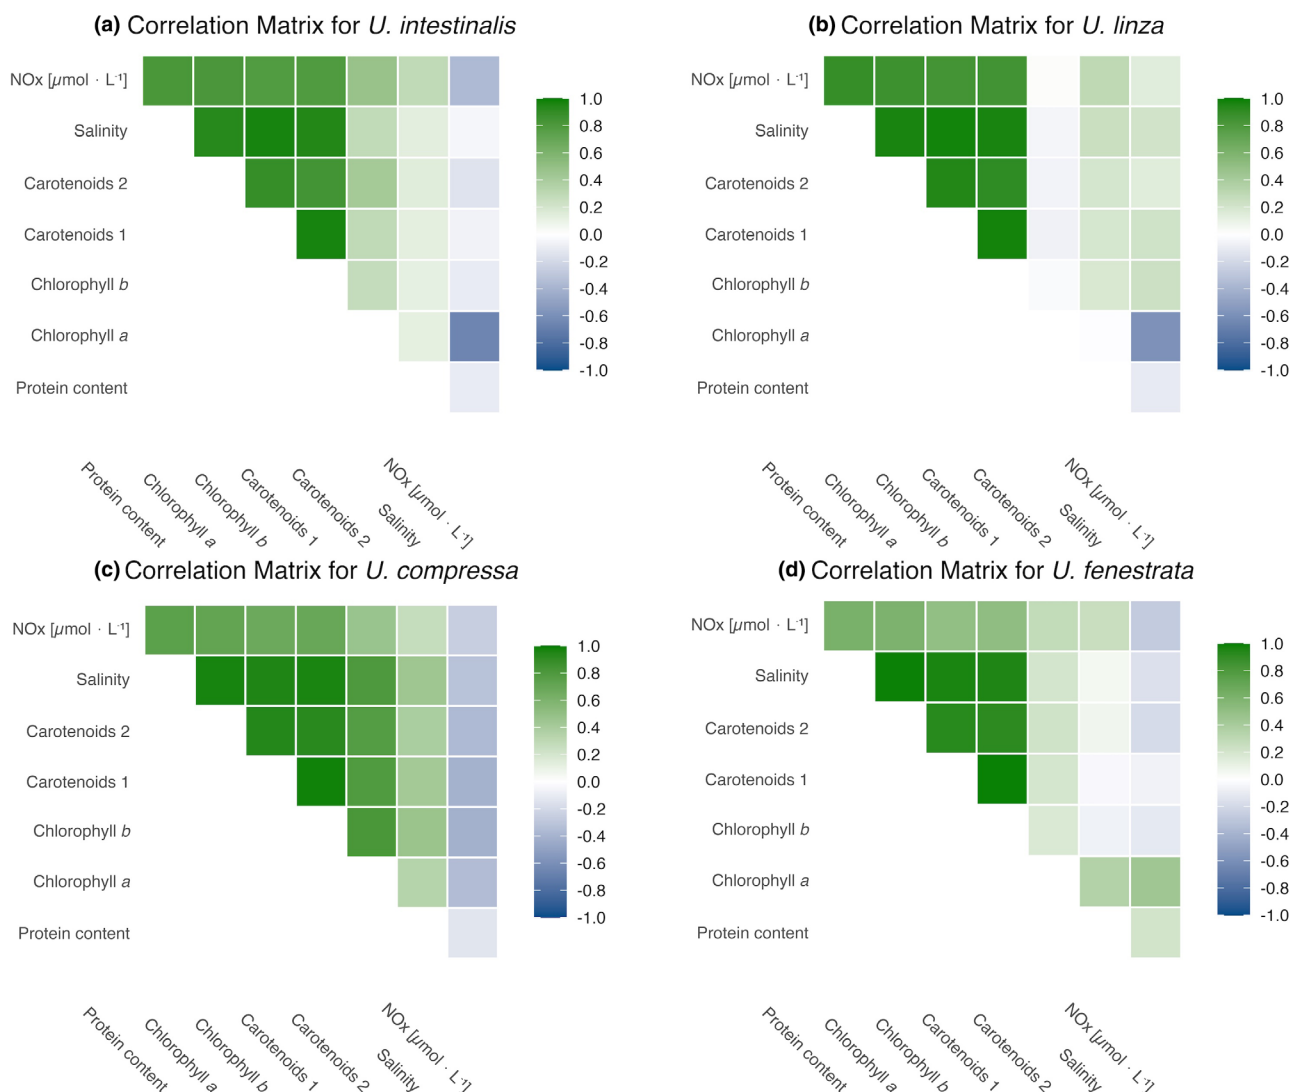 (a) Correlation Matrix for U. intestinalis
NOx [µmol · L⁻¹]
Salinity
Carotenoids 2
Carotenoids 1
Chlorophyll b
Chlorophyll a
Protein content
1.0
0.8
0.6
0.4
0.2
0.0
-0.2
-0.4
-0.6
-0.8
-1.0
Protein content
Chlorophyll a
Chlorophyll b
Carotenoids 1
Carotenoids 2
Salinity
NOx [µmol · L⁻¹]
(b) Correlation Matrix for U. linza
NOx [µmol · L⁻¹]
Salinity
Carotenoids 2
Carotenoids 1
Chlorophyll b
Chlorophyll a
Protein content
1.0
0.8
0.6
0.4
0.2
0.0
-0.2
-0.4
-0.6
-0.8
-1.0
Protein content
Chlorophyll a
Chlorophyll b
Carotenoids 1
Carotenoids 2
Salinity
NOx [µmol · L⁻¹]
(c) Correlation Matrix for U. compressa
NOx [µmol · L⁻¹]
Salinity
Carotenoids 2
Carotenoids 1
Chlorophyll b
Chlorophyll a
Protein content
1.0
0.8
0.6
0.4
0.2
0.0
-0.2
-0.4
-0.6
-0.8
-1.0
Protein content
Chlorophyll a
Chlorophyll b
Carotenoids 1
Carotenoids 2
Salinity
NOx [µmol · L⁻¹]
(d) Correlation Matrix for U. fenestrata
NOx [µmol · L⁻¹]
Salinity
Carotenoids 2
Carotenoids 1
Chlorophyll b
Chlorophyll a
Protein content
1.0
0.8
0.6
0.4
0.2
0.0
-0.2
-0.4
-0.6
-0.8
-1.0
Protein content
Chlorophyll a
Chlorophyll b
Carotenoids 1
Carotenoids 2
Salinity
NOx [µmol · L⁻¹]